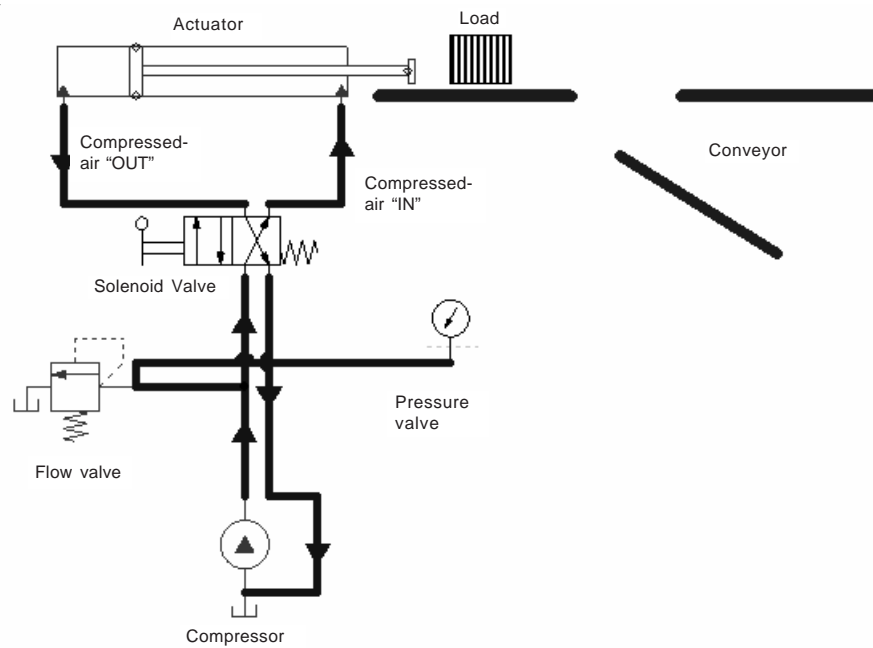 Actuator
Load
Compressed-
air “OUT”
Conveyor
Compressed-
air “IN”
Solenoid Valve
Pressure
valve
Flow valve
Compressor